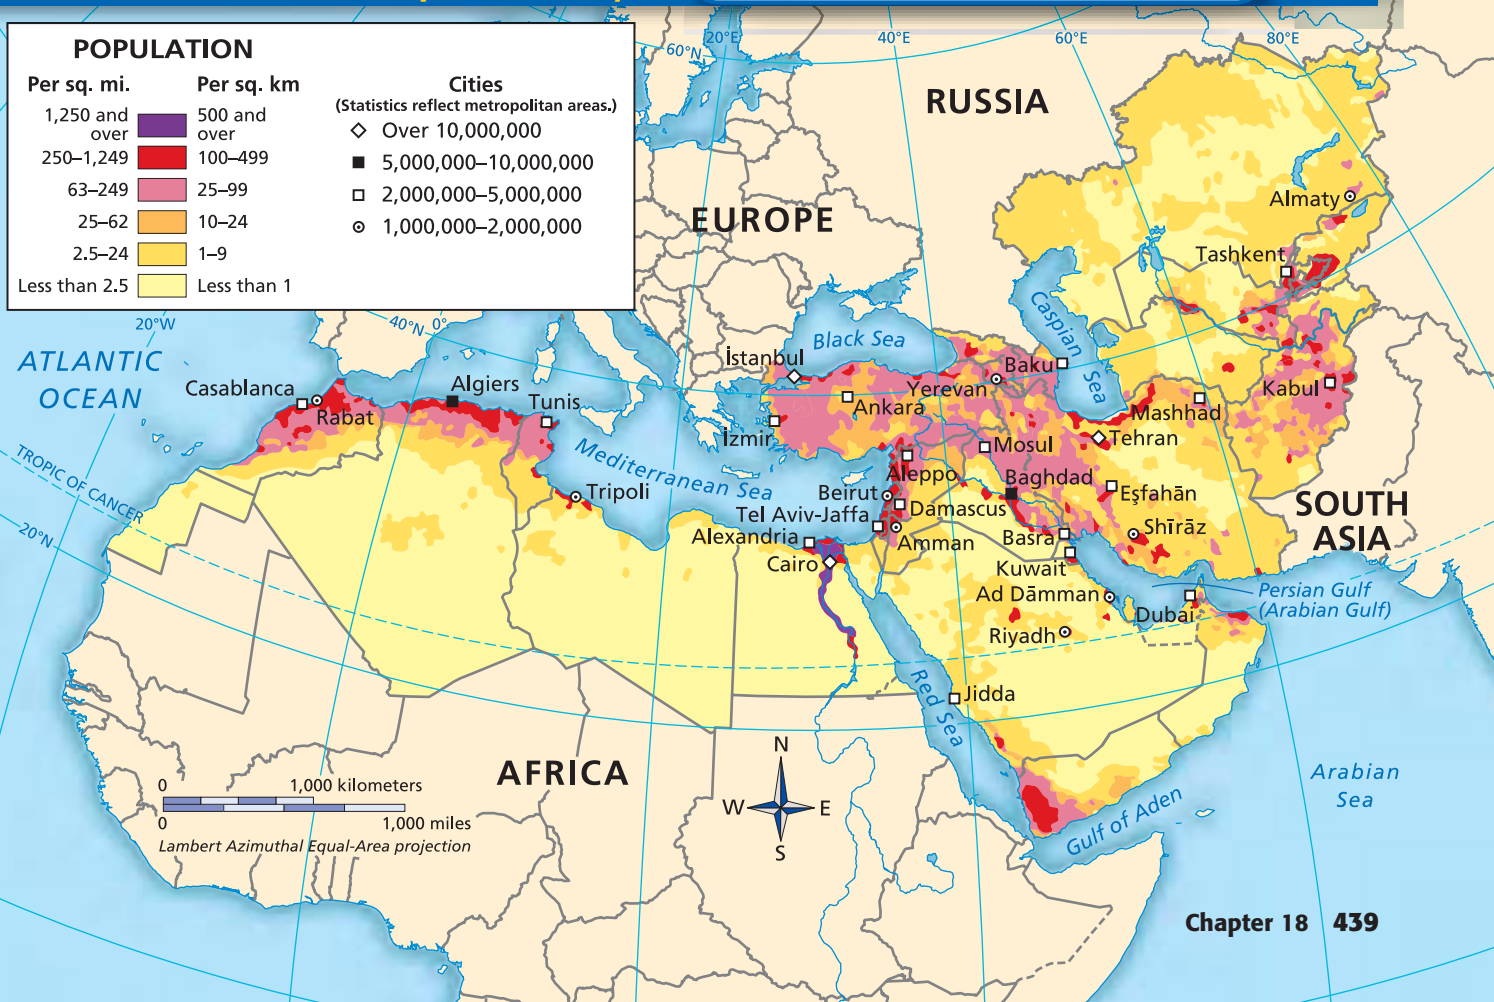 POPULATION
Per sq. mi.
Per sq. km
1,250 and
over
500 and
over
250–1,249
100–499
63–249
25–99
25–62
10–24
2.5–24
1–9
Less than 2.5
Less than 1
Cities
(Statistics reflect metropolitan areas.)
Over 10,000,000
5,000,000–10,000,000
2,000,000–5,000,000
1,000,000–2,000,000
60°N
20°E
40°E
60°E
80°E
RUSSIA
EUROPE
Almaty
Tashkent
20°W
40°N
0°
ATLANTIC
OCEAN
Casablanca
Rabat
Algiers
Tunis
Black Sea
Caspian
Sea
İstanbul
Ankara
İzmir
Yerevan
Baku
Mashhad
Kabul
Tehran
Mosul
Aleppo
Baghdad
Eşfahān
Mediterranean Sea
Tripoli
Beirut
Damascus
Tel Aviv-Jaffa
Alexandria
Amman
Cairo
Basra
Shīrāz
Kuwait
SOUTH
ASIA
TROPIC OF CANCER
20°N
Ad Dāmman
Dubai
Persian Gulf
(Arabian Gulf)
Riyadh
Jidda
Red Sea
AFRICA
N
W
E
S
Arabian
Sea
Gulf of Aden
0
1,000 kilometers
0
1,000 miles
Lambert Azimuthal Equal-Area projection
Chapter 18 439